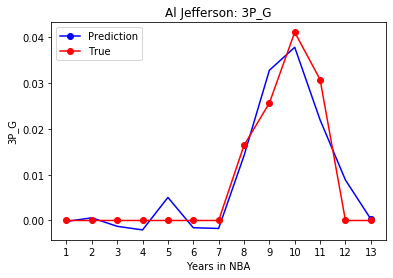 Al Jefferson: 3P_G
Prediction
True
0.04
0.03
0.02
0.01
0.00
3P_G
1 2 3 4 5 6 7 8 9 10 11 12 13
Years in NBA